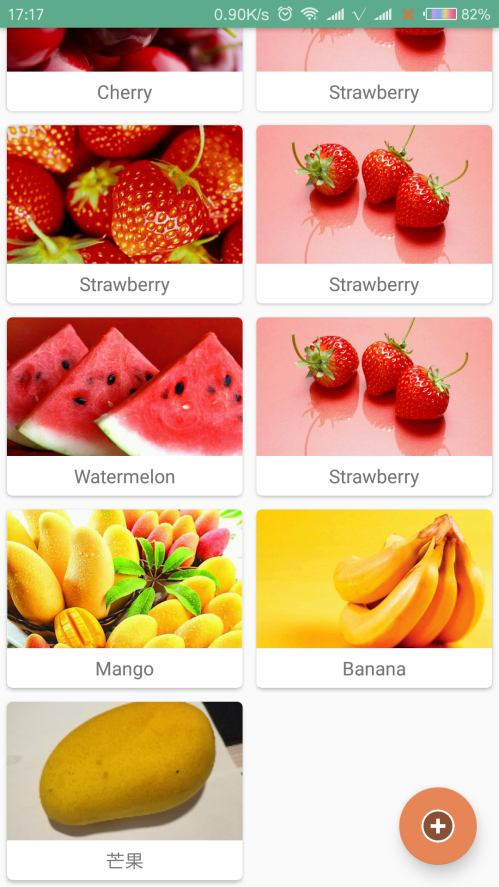 17:17 0.90K/s 82%
Cherry Strawberry
Strawberry Strawberry
Watermelon Strawberry
Mango Banana
芒果